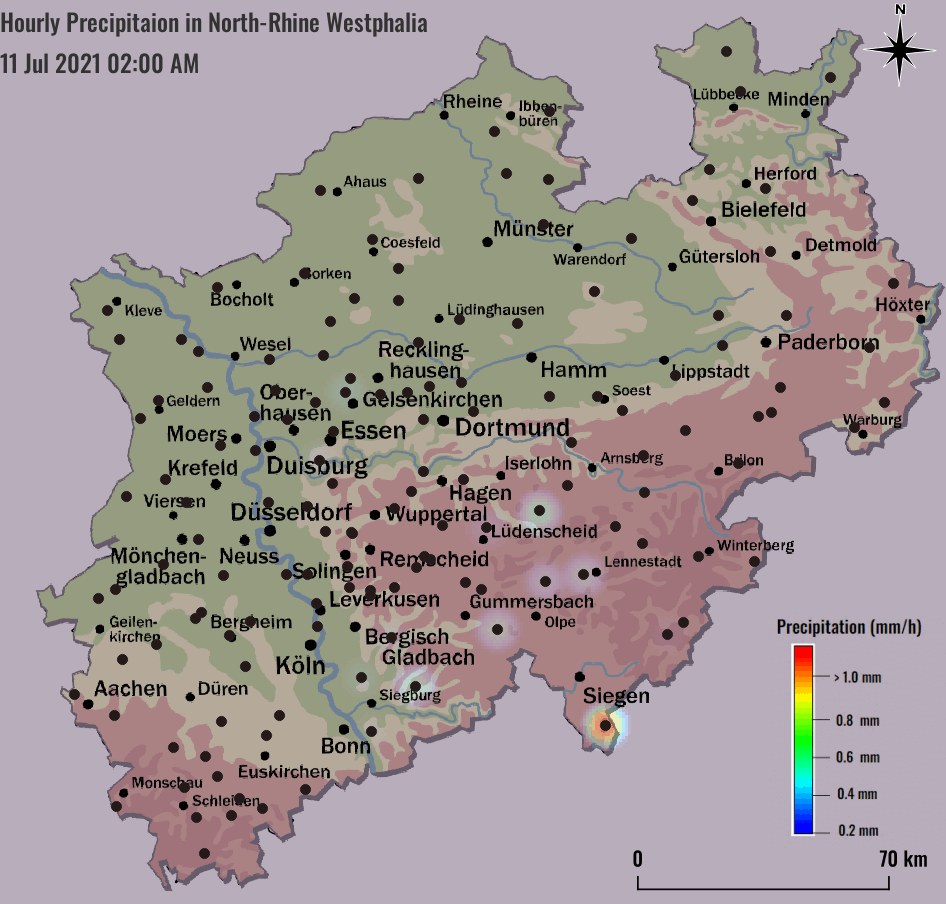 Hourly Precipitaion in North-Rhine Westphalia
11 Jul 2021 02:00 AM
N
Rheine
Ibben-
büren
Lübbecke
Minden
Ahaus
Herford
Bielefeld
Coesfeld
Münster
Warendorf
Gütersloh
Detmold
Borken
Bocholt
Kleve
Lüdinghausen
Höxter
Wesel
Reckling-
hausen
Hamm
Lippstadt
Paderborn
Geldern
Ober-
hausen
Gelsenkirchen
Soest
Moers
Essen
Dortmund
Warburg
Krefeld
Duisburg
Iserlohn
Arnsberg
Brilon
Viersen
Hagen
Düsseldorf
Wuppertal
Lüdenscheid
Mönchen-
gladbach
Neuss
Solingen
Remscheid
Lennestadt
Winterberg
Leverkusen
Gummersbach
Geilen-
kirchen
Bergheim
Olpe
Bergisch
Gladbach
Köln
Aachen
Düren
Siegburg
Siegen
Bonn
Euskirchen
Monschau
Schleiden
Precipitation (mm/h)
> 1.0 mm
0.8 mm
0.6 mm
0.4 mm
0.2 mm
0
70 km